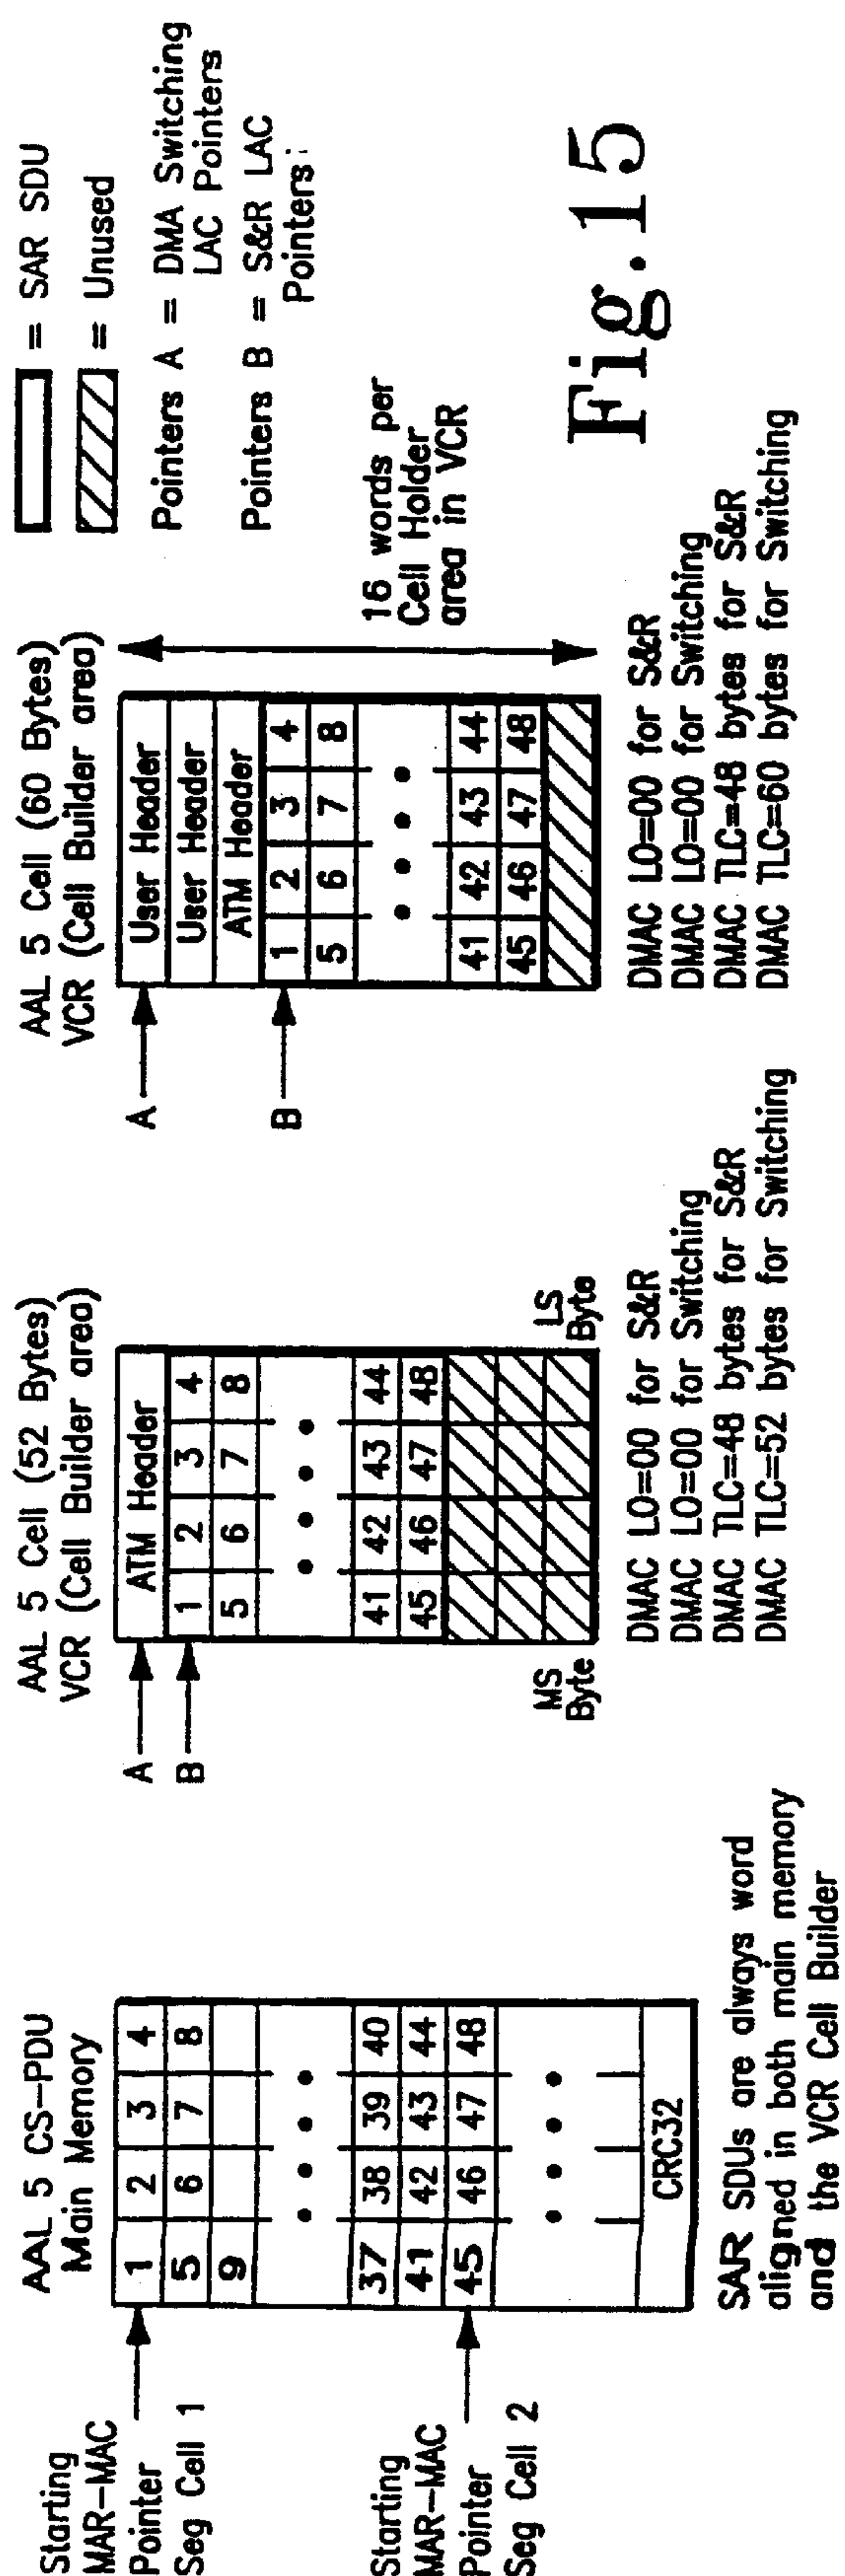 Starting
MAR-MAC
Pointer
Seg Cell 1
Starting
MAR-MAC
Pointer
Seg Cell 2
AAL 5 CS-PDU
Main Memory
1 2 3 4
5 6 7 8
9
37 38 39 40
41 42 43 44
45 46 47 48
CRC32
SAR SDUs are always word
aligned in both main memory
and the VCR Cell Builder
AAL 5 Cell (52 Bytes)
VCR (Cell Builder area)
A
B
ATM Header
1 2 3 4
5 6 7 8
41 42 43 44
45 46 47 48
MS
Byte
LS
Byte
DMAC LO=00 for S&R
DMAC LO=00 for Switching
DMAC TLC=48 bytes for S&R
DMAC TLC=52 bytes for Switching
AAL 5 Cell (60 Bytes)
VCR (Cell Builder area)
A
B
User Header
User Header
ATM Header
1 2 3 4
5 6 7 8
41 42 43 44
45 46 47 48
16 words per
Cell Holder
area in VCR
DMAC LO=00 for S&R
DMAC LO=00 for Switching
DMAC TLC=48 bytes for S&R
DMAC TLC=60 bytes for Switching
= SAR SDU
= Unused
Pointers A = DMA Switching
LAC Pointers
Pointers B = S&R LAC
Pointers
Fig.15